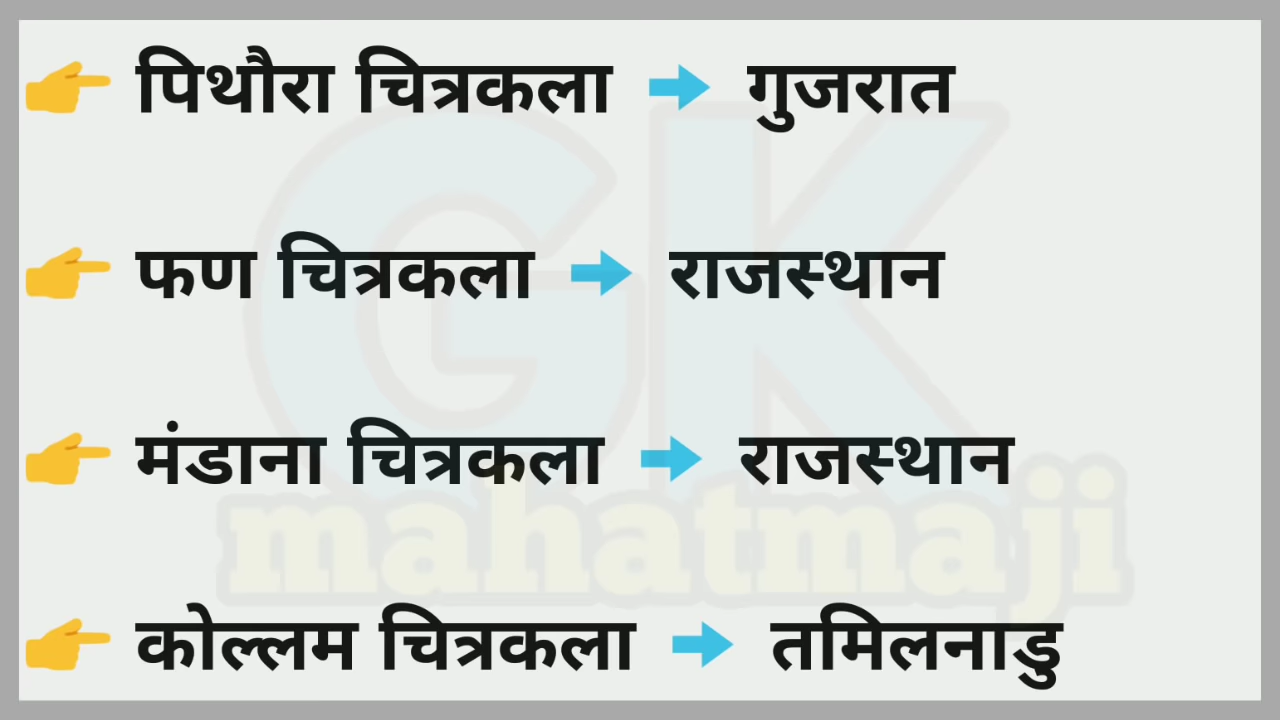 👉 पिथौरा चित्रकला ➡ गुजरात
👉 फण चित्रकला ➡ राजस्थान
👉 मंडाना चित्रकला ➡ राजस्थान
👉 कोल्लम चित्रकला ➡ तमिलनाडु
GK
mahatmaji